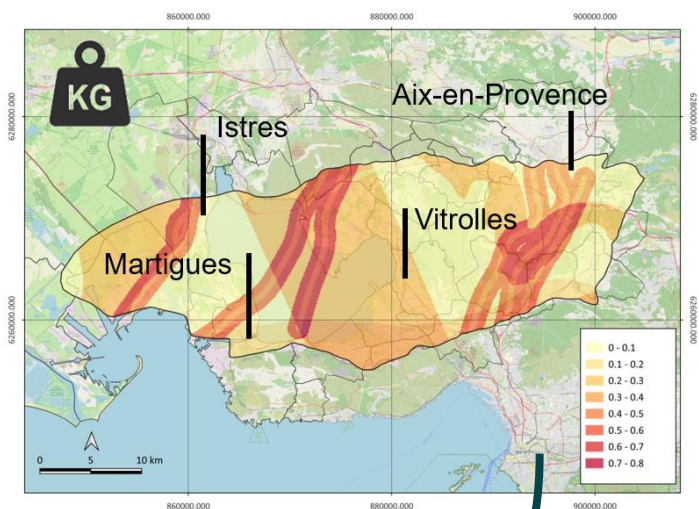 860000.000
880000.000
900000.000
KG
Aix-en-Provence
Istres
6280000.000
6280000.000
Vitrolles
Martigues
6260000.000
6260000.000
0 - 0.1
0.1 - 0.2
0.2 - 0.3
0.3 - 0.4
0.4 - 0.5
0.5 - 0.6
0.6 - 0.7
0.7 - 0.8
0 5 10 km
860000.000
880000.000
900000.000